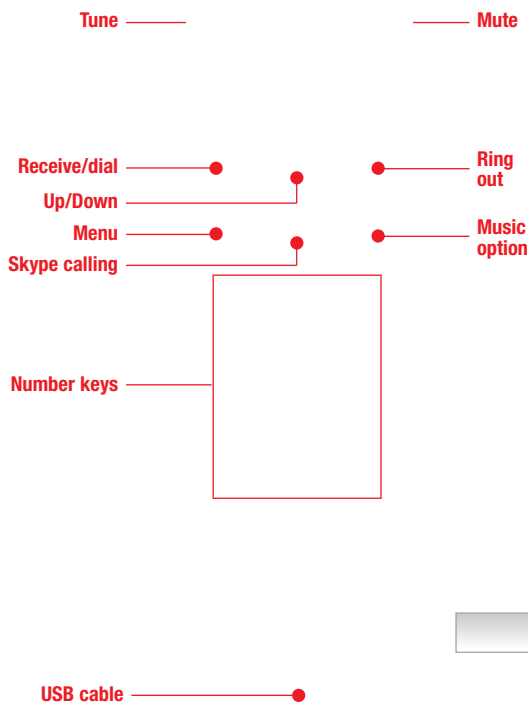 Tune
Mute
Receive/dial
Ring
out
Up/Down
Menu
Music
option
Skype calling
Number keys
USB cable